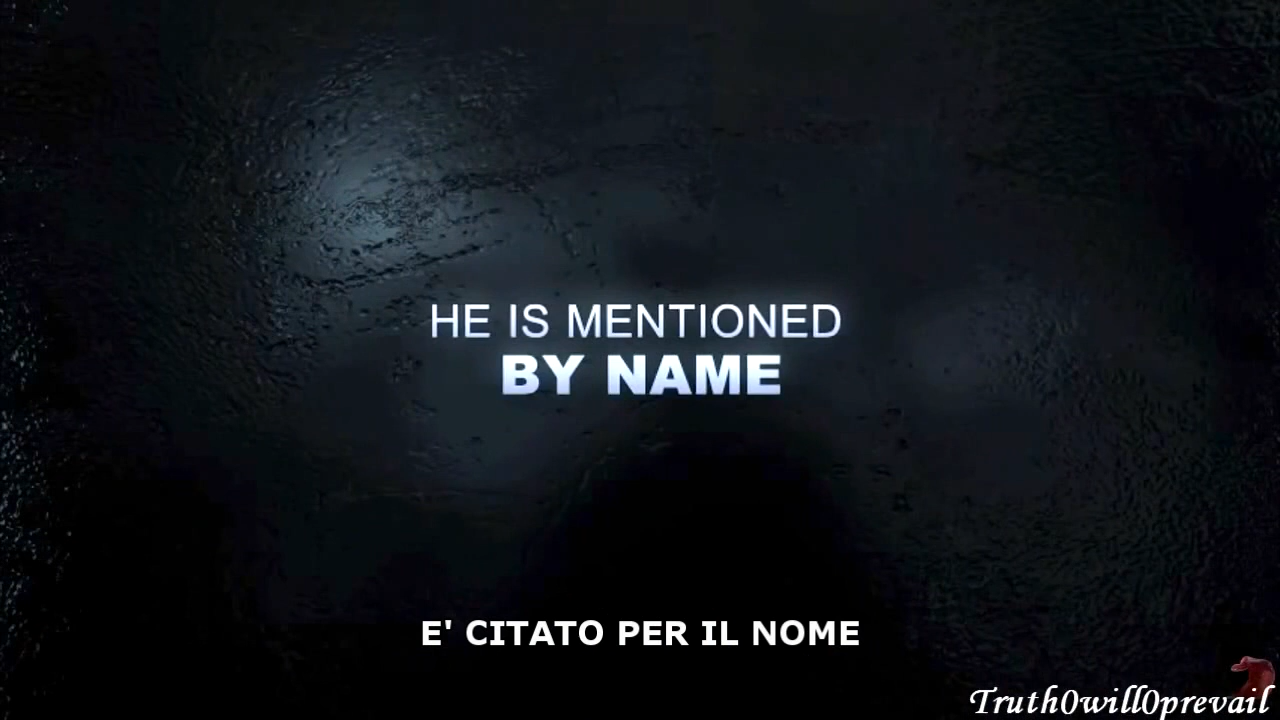 HE IS MENTIONED
BY NAME
E' CITATO PER IL NOME
Truth0will0prevail